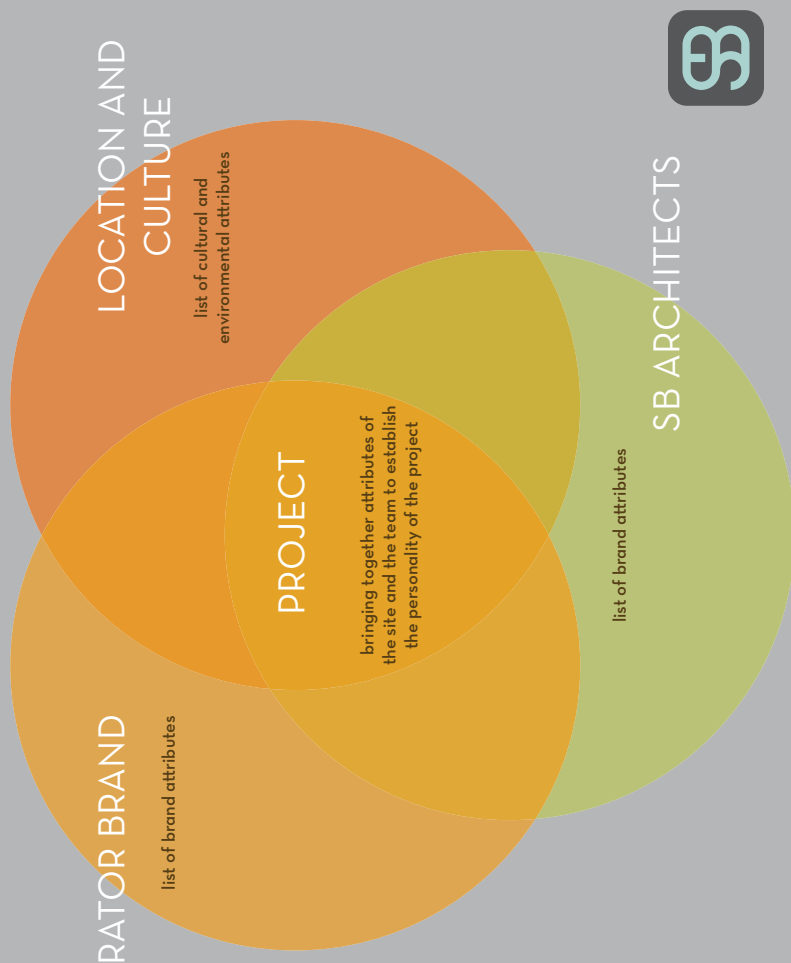 RATOR BRAND
list of brand attributes
LOCATION AND
CULTURE
list of cultural and
environmental attributes
PROJECT
bringing together attributes of
the site and the team to establish
the personality of the project
list of brand attributes
SB ARCHITECTS
SB